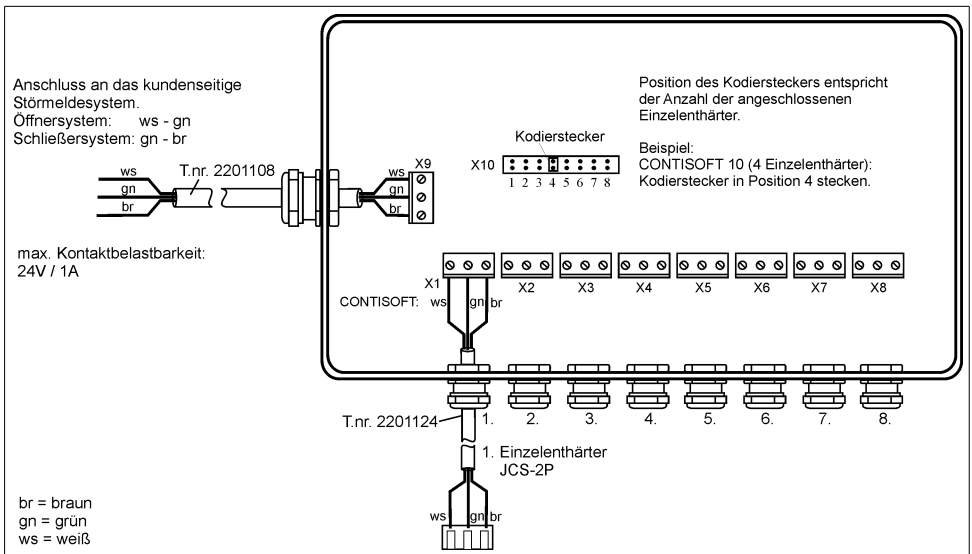 Anschluss an das kundenseitige
Störmeldesystem.
Öffnersystem: ws - gn
Schließersystem: gn - br
ws
gn
br
T.nr. 2201108
ws
gn
br
X9
max. Kontaktbelastbarkeit:
24V / 1A
Kodierstecker
X10
1 2 3 4 5 6 7 8
Position des Kodiersteckers entspricht
der Anzahl der angeschlossenen
Einzelenthärter.
Beispiel:
CONTISOFT 10 (4 Einzelenthärter):
Kodierstecker in Position 4 stecken.
X1 X2 X3 X4 X5 X6 X7 X8
CONTISOFT: ws gn br
T.nr. 2201124
1. 2. 3. 4. 5. 6. 7. 8.
1. Einzelenthärter
JCS-2P
ws gn br
br = braun
gn = grün
ws = weiß